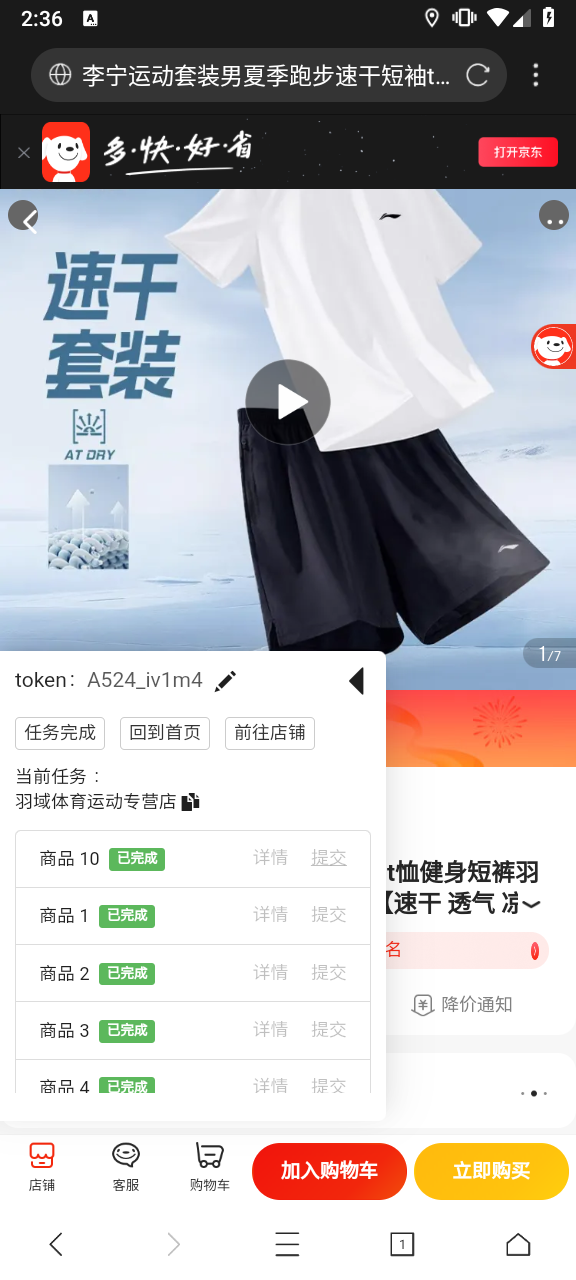 2:36
A
李宁运动套装男夏季跑步速干短袖t...
多·快·好·省
打开京东
速干
套装
AT DRY
1/7
token: A524_iv1m4
任务完成
回到首页
前往店铺
当前任务：
羽域体育运动专营店
商品 10 已完成 详情 提交
商品 1 已完成 详情 提交
商品 2 已完成 详情 提交
商品 3 已完成 详情 提交
商品 4 已完成 详情 提交
t恤健身短裤羽
【速干 透气 凉
名
降价通知
店铺
客服
购物车
加入购物车
立即购买
1